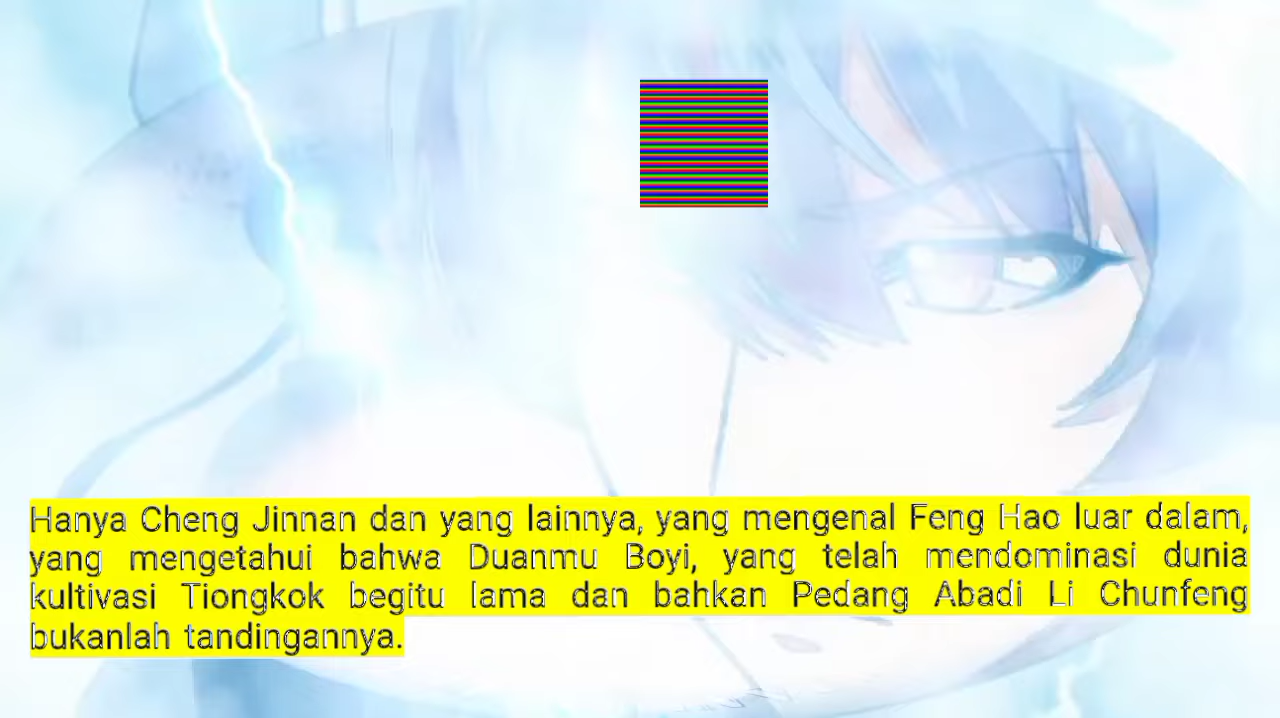 Hanya Cheng Jinnan dan yang lainnya, yang mengenal Feng Hao luar dalam,
yang mengetahui bahwa Duanmu Boyi, yang telah mendominasi dunia
kultivasi Tiongkok begitu lama dan bahkan Pedang Abadi Li Chunfeng
bukanlah tandingannya.